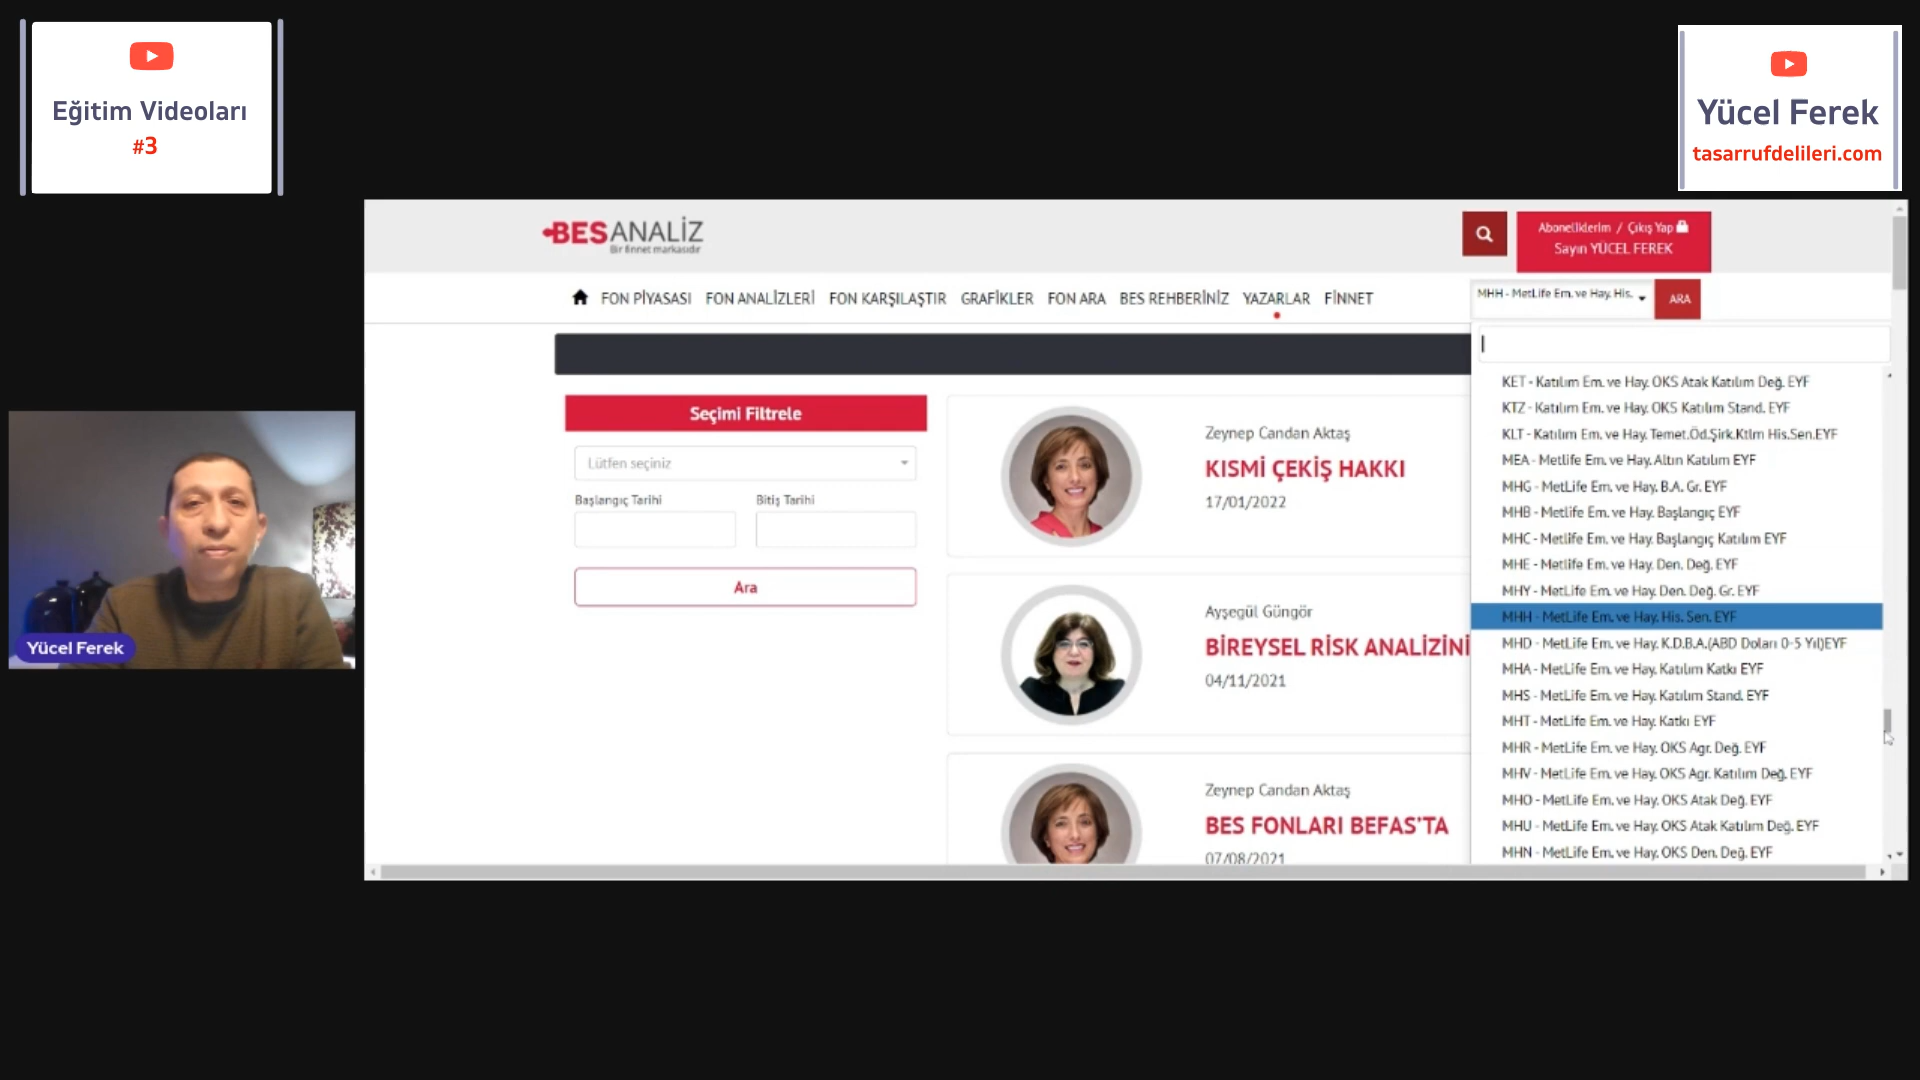 Eğitim Videoları
#3
Yücel Ferek
tasarrufdelileri.com
BESANALİZ
Bir finnet markasıdır
Aboneliklerim / Çıkış Yap
Sayın YÜCEL FEREK
FON PİYASASI FON ANALİZLERİ FON KARŞILAŞTIR GRAFİKLER FON ARA BES REHBERİNİZ YAZARLAR FİNNET
MHH - MetLife Em. ve Hay. His.
ARA
Seçimi Filtrele
Lütfen seçiniz
Başlangıç Tarihi
Bitiş Tarihi
Ara
Zeynep Candan Aktaş
KISMİ ÇEKİŞ HAKKI
17/01/2022
Ayşegül Güngör
BİREYSEL RİSK ANALİZİNİ
04/11/2021
Zeynep Candan Aktaş
BES FONLARI BEFAS'TA
07/08/2021
KET - Katılım Em. ve Hay. OKS Atak Katılım Değ. EYF
KTZ - Katılım Em. ve Hay. OKS Katılım Stand. EYF
KLT - Katılım Em. ve Hay. Temet.Öd.Şirk.Ktlm His.Sen.EYF
MEA - Metlife Em. ve Hay. Altın Katılım EYF
MHG - MetLife Em. ve Hay. B.A. Gr. EYF
MHB - Metlife Em. ve Hay. Başlangıç EYF
MHC - Metlife Em. ve Hay. Başlangıç Katılım EYF
MHE - Metlife Em. ve Hay. Den. Değ. EYF
MHY - MetLife Em. ve Hay. Den. Değ. Gr. EYF
MHH - MetLife Em. ve Hay. His. Sen. EYF
MHD - MetLife Em. ve Hay. K.D.B.A.(ABD Doları 0-5 Yıl)EYF
MHA - MetLife Em. ve Hay. Katılım Katkı EYF
MHS - MetLife Em. ve Hay. Katılım Stand. EYF
MHT - MetLife Em. ve Hay. Katkı EYF
MHR - MetLife Em. ve Hay. OKS Agr. Değ. EYF
MHV - MetLife Em. ve Hay. OKS Agr. Katılım Değ. EYF
MHO - MetLife Em. ve Hay. OKS Atak Değ. EYF
MHU - MetLife Em. ve Hay. OKS Atak Katılım Değ. EYF
MHN - MetLife Em. ve Hay. OKS Den. Değ. EYF
Yücel Ferek